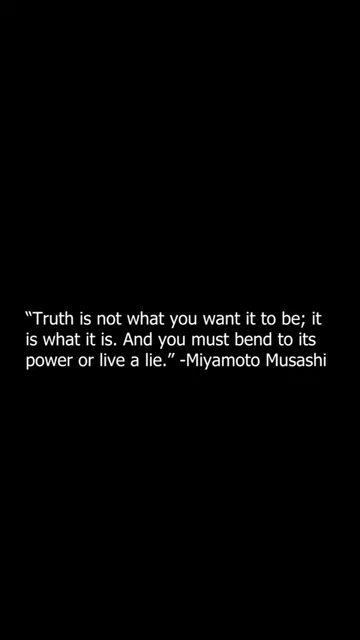 “Truth is not what you want it to be; it
is what it is. And you must bend to its
power or live a lie.” -Miyamoto Musashi